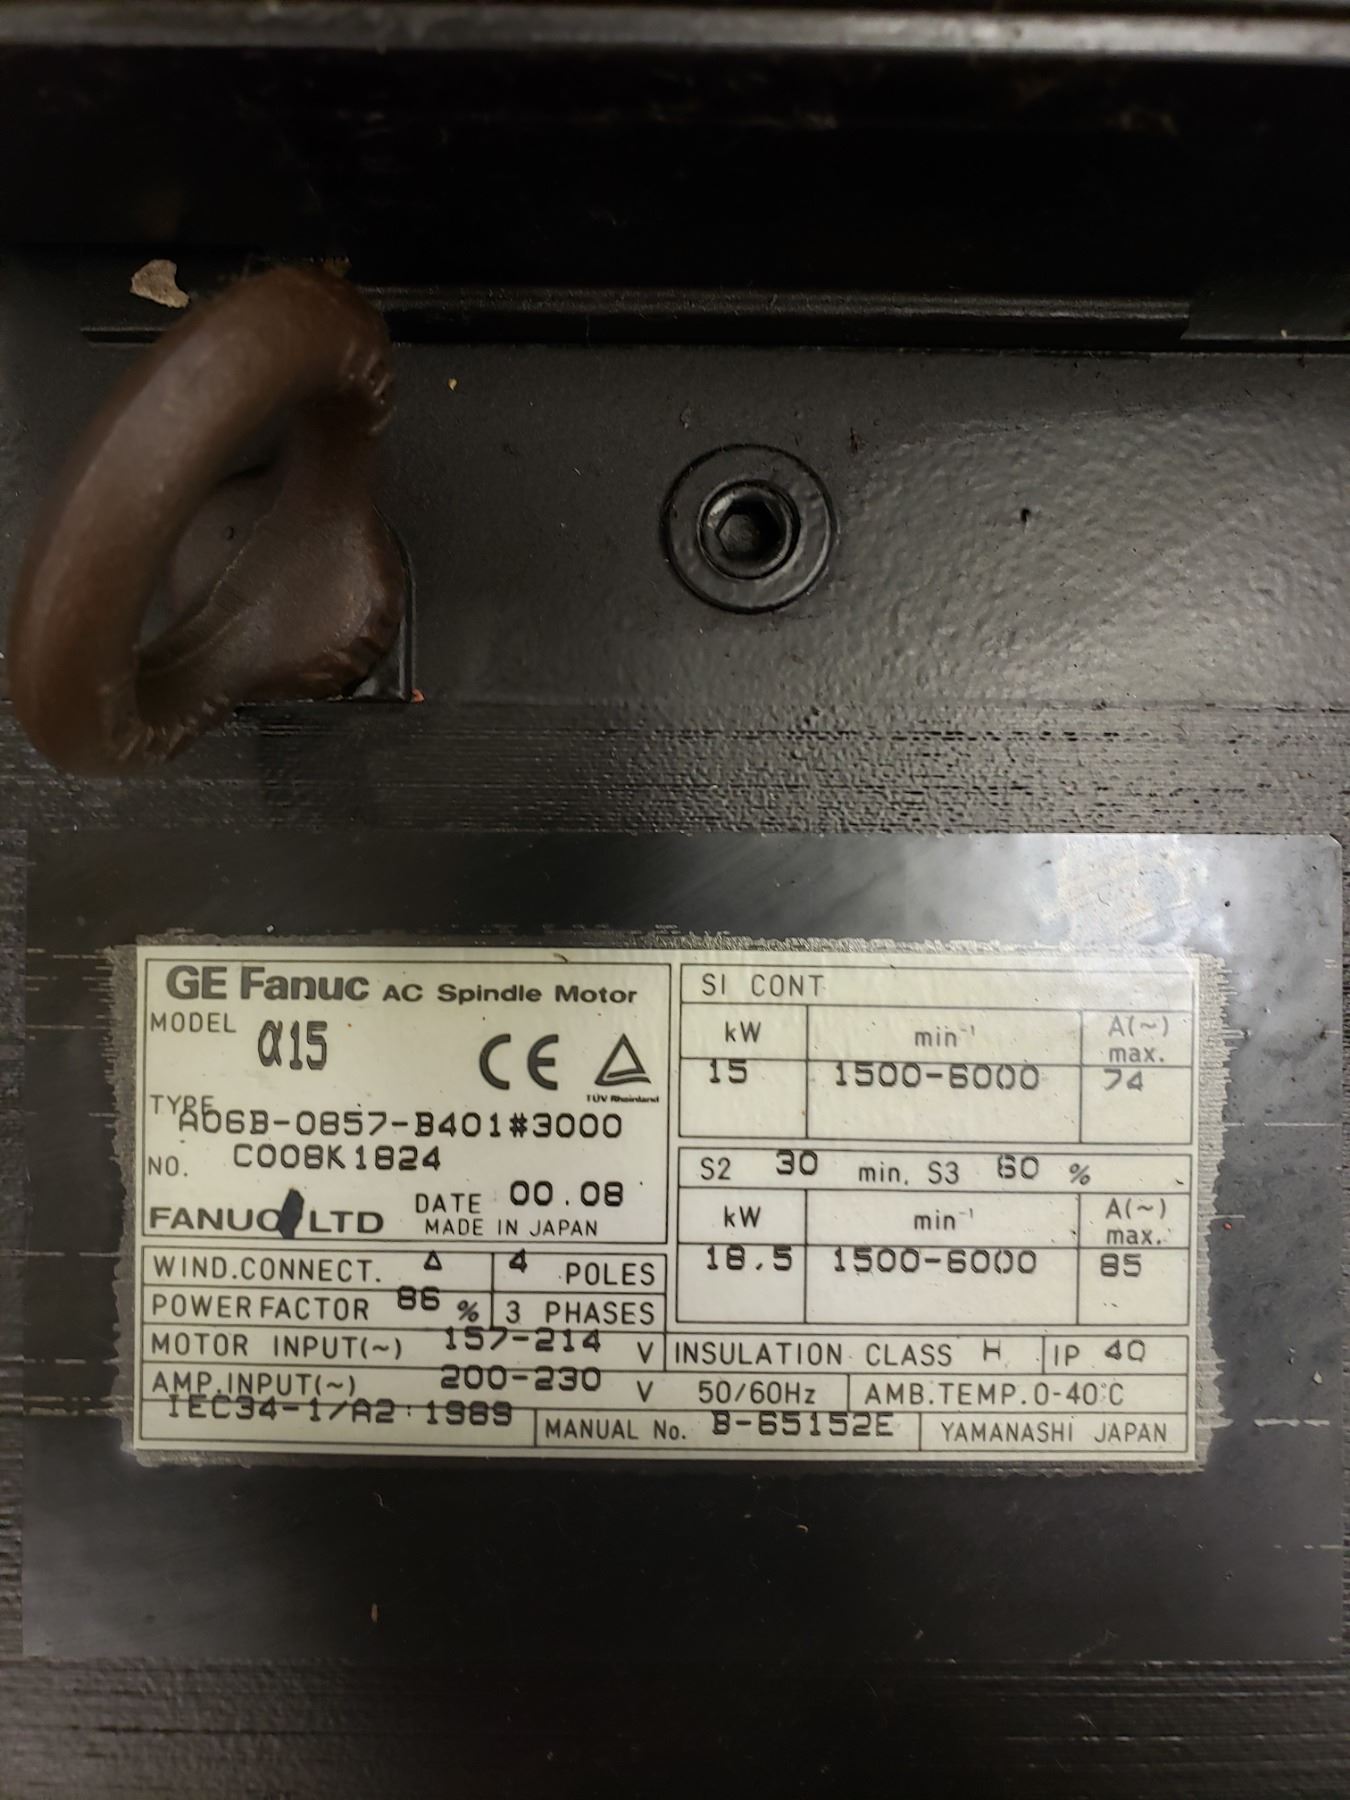 GE Fanuc AC Spindle Motor
MODEL α15
CE
TÜV Rheinland
TYPE A06B-0857-B401#3000
NO. C008K1824
DATE 00.08
FANUC LTD MADE IN JAPAN
WIND.CONNECT. Δ 4 POLES
POWER FACTOR 86 % 3 PHASES
SI CONT
kW min⁻¹ A(~) max.
15 1500-6000 74
S2 30 min. S3 60 %
kW min⁻¹ A(~) max.
18.5 1500-6000 85
MOTOR INPUT(~) 157-214 V INSULATION CLASS H IP 40
AMP.INPUT(~) 200-230 V 50/60Hz AMB.TEMP.0-40°C
IEC34-1/A2:1989 MANUAL No. B-65152E YAMANASHI JAPAN